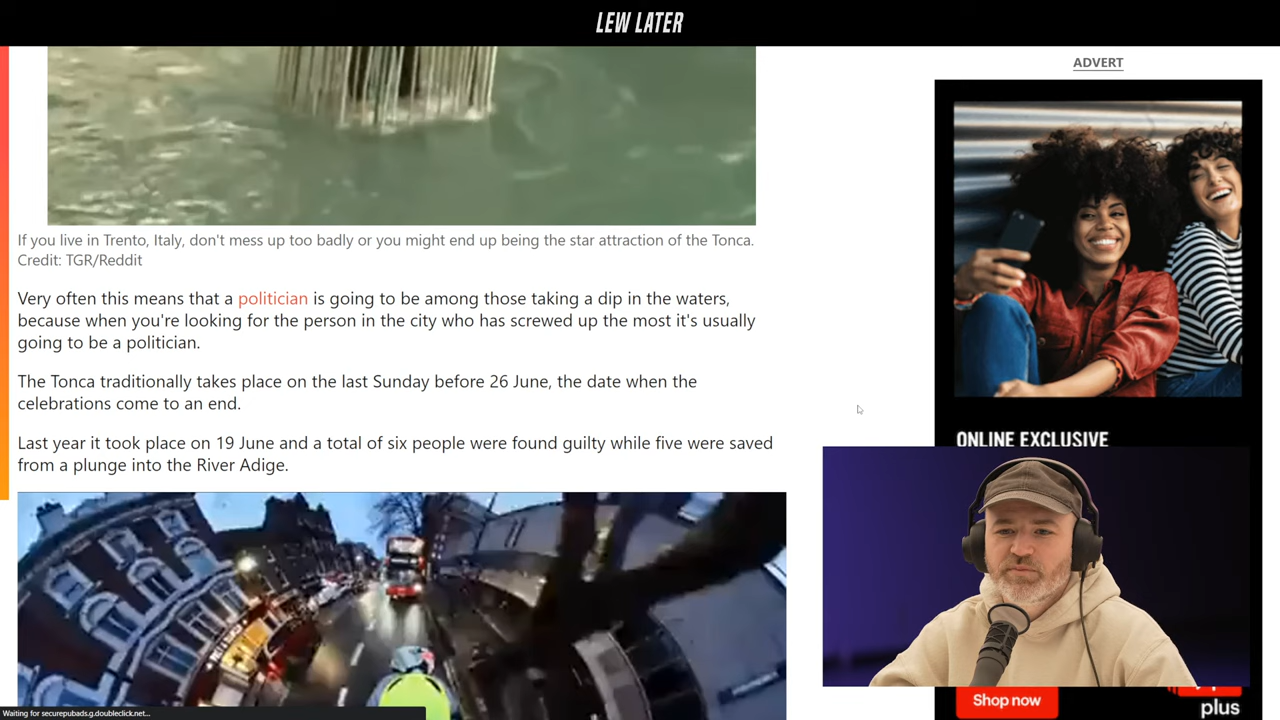 LEW LATER
ADVERT
If you live in Trento, Italy, don't mess up too badly or you might end up being the star attraction of the Tonca.
Credit: TGR/Reddit
Very often this means that a politician is going to be among those taking a dip in the waters,
because when you're looking for the person in the city who has screwed up the most it's usually
going to be a politician.
The Tonca traditionally takes place on the last Sunday before 26 June, the date when the
celebrations come to an end.
Last year it took place on 19 June and a total of six people were found guilty while five were saved
from a plunge into the River Adige.
ONLINE EXCLUSIVE
Shop now
plus
Waiting for securepubads.g.doubleclick.net...